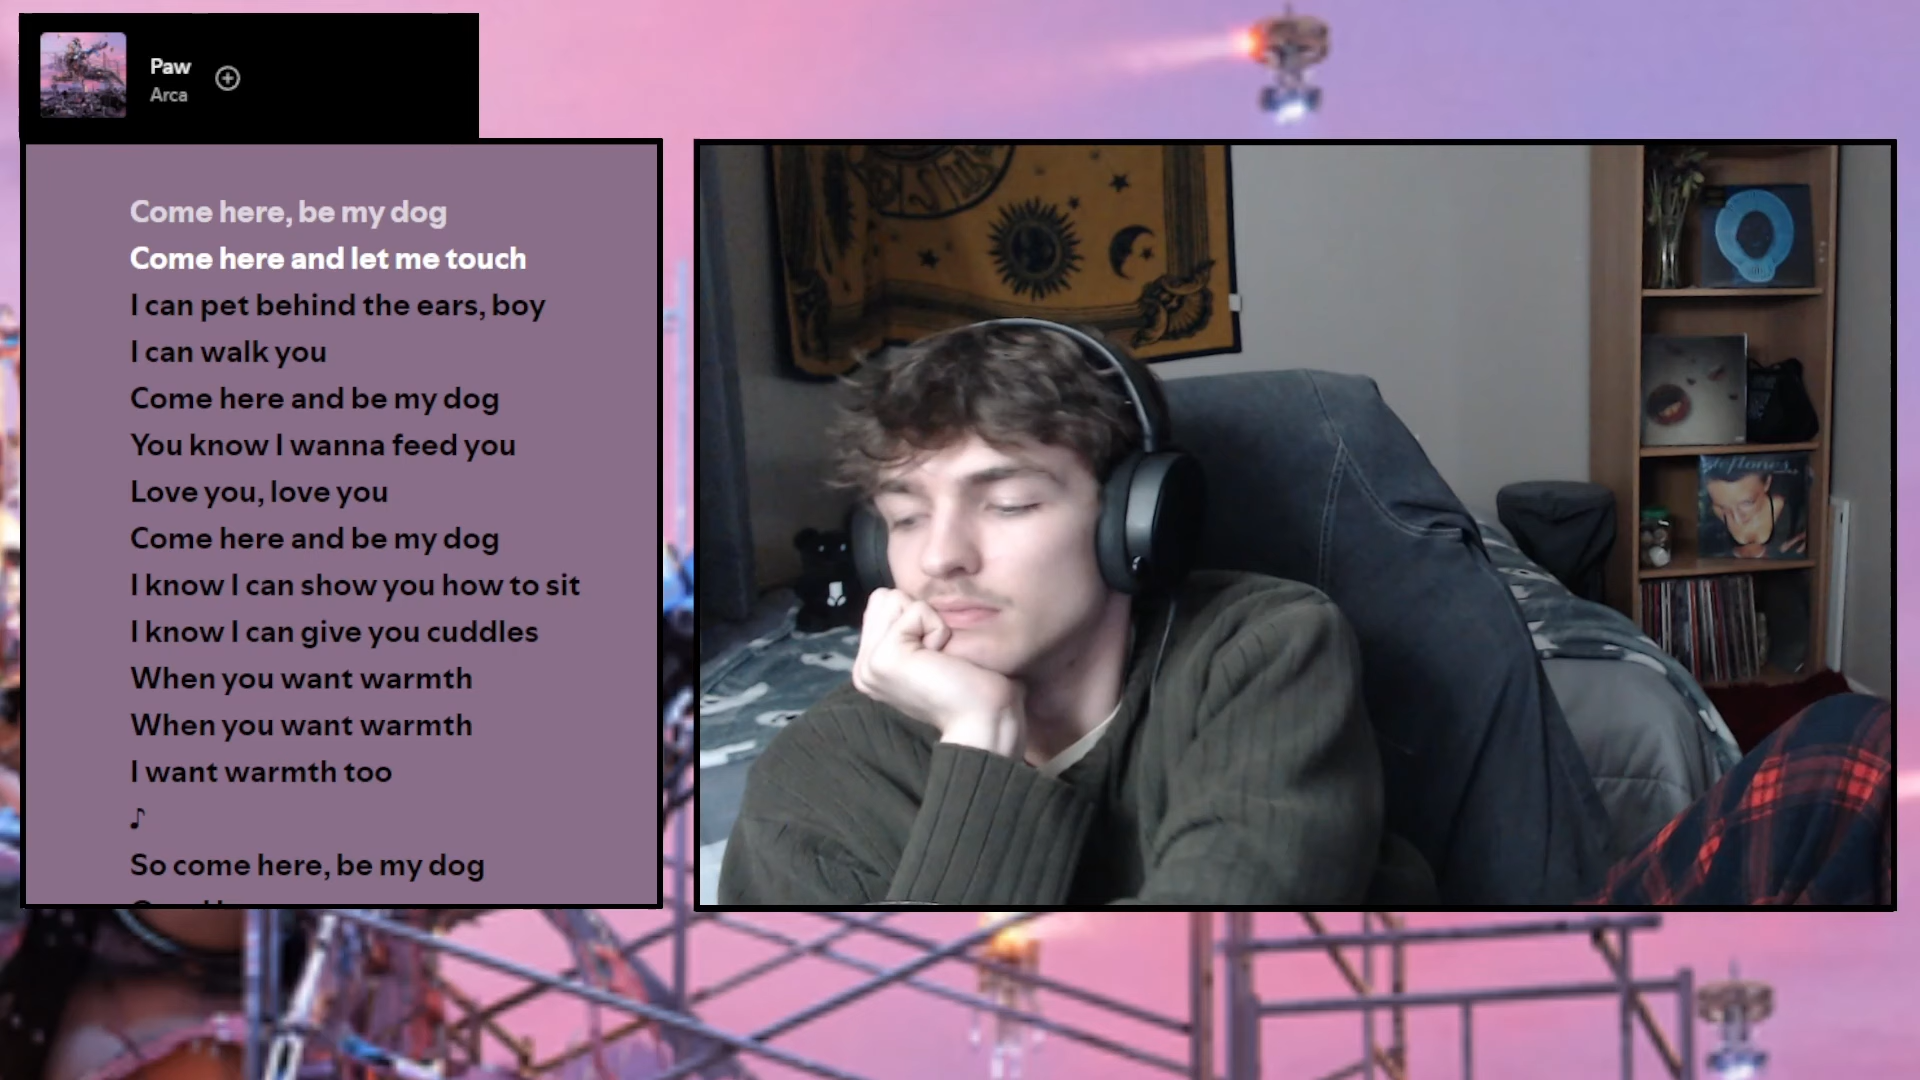 Paw
Arca
Come here, be my dog
Come here and let me touch
I can pet behind the ears, boy
I can walk you
Come here and be my dog
You know I wanna feed you
Love you, love you
Come here and be my dog
I know I can show you how to sit
I know I can give you cuddles
When you want warmth
When you want warmth
I want warmth too
♪
So come here, be my dog
deftones